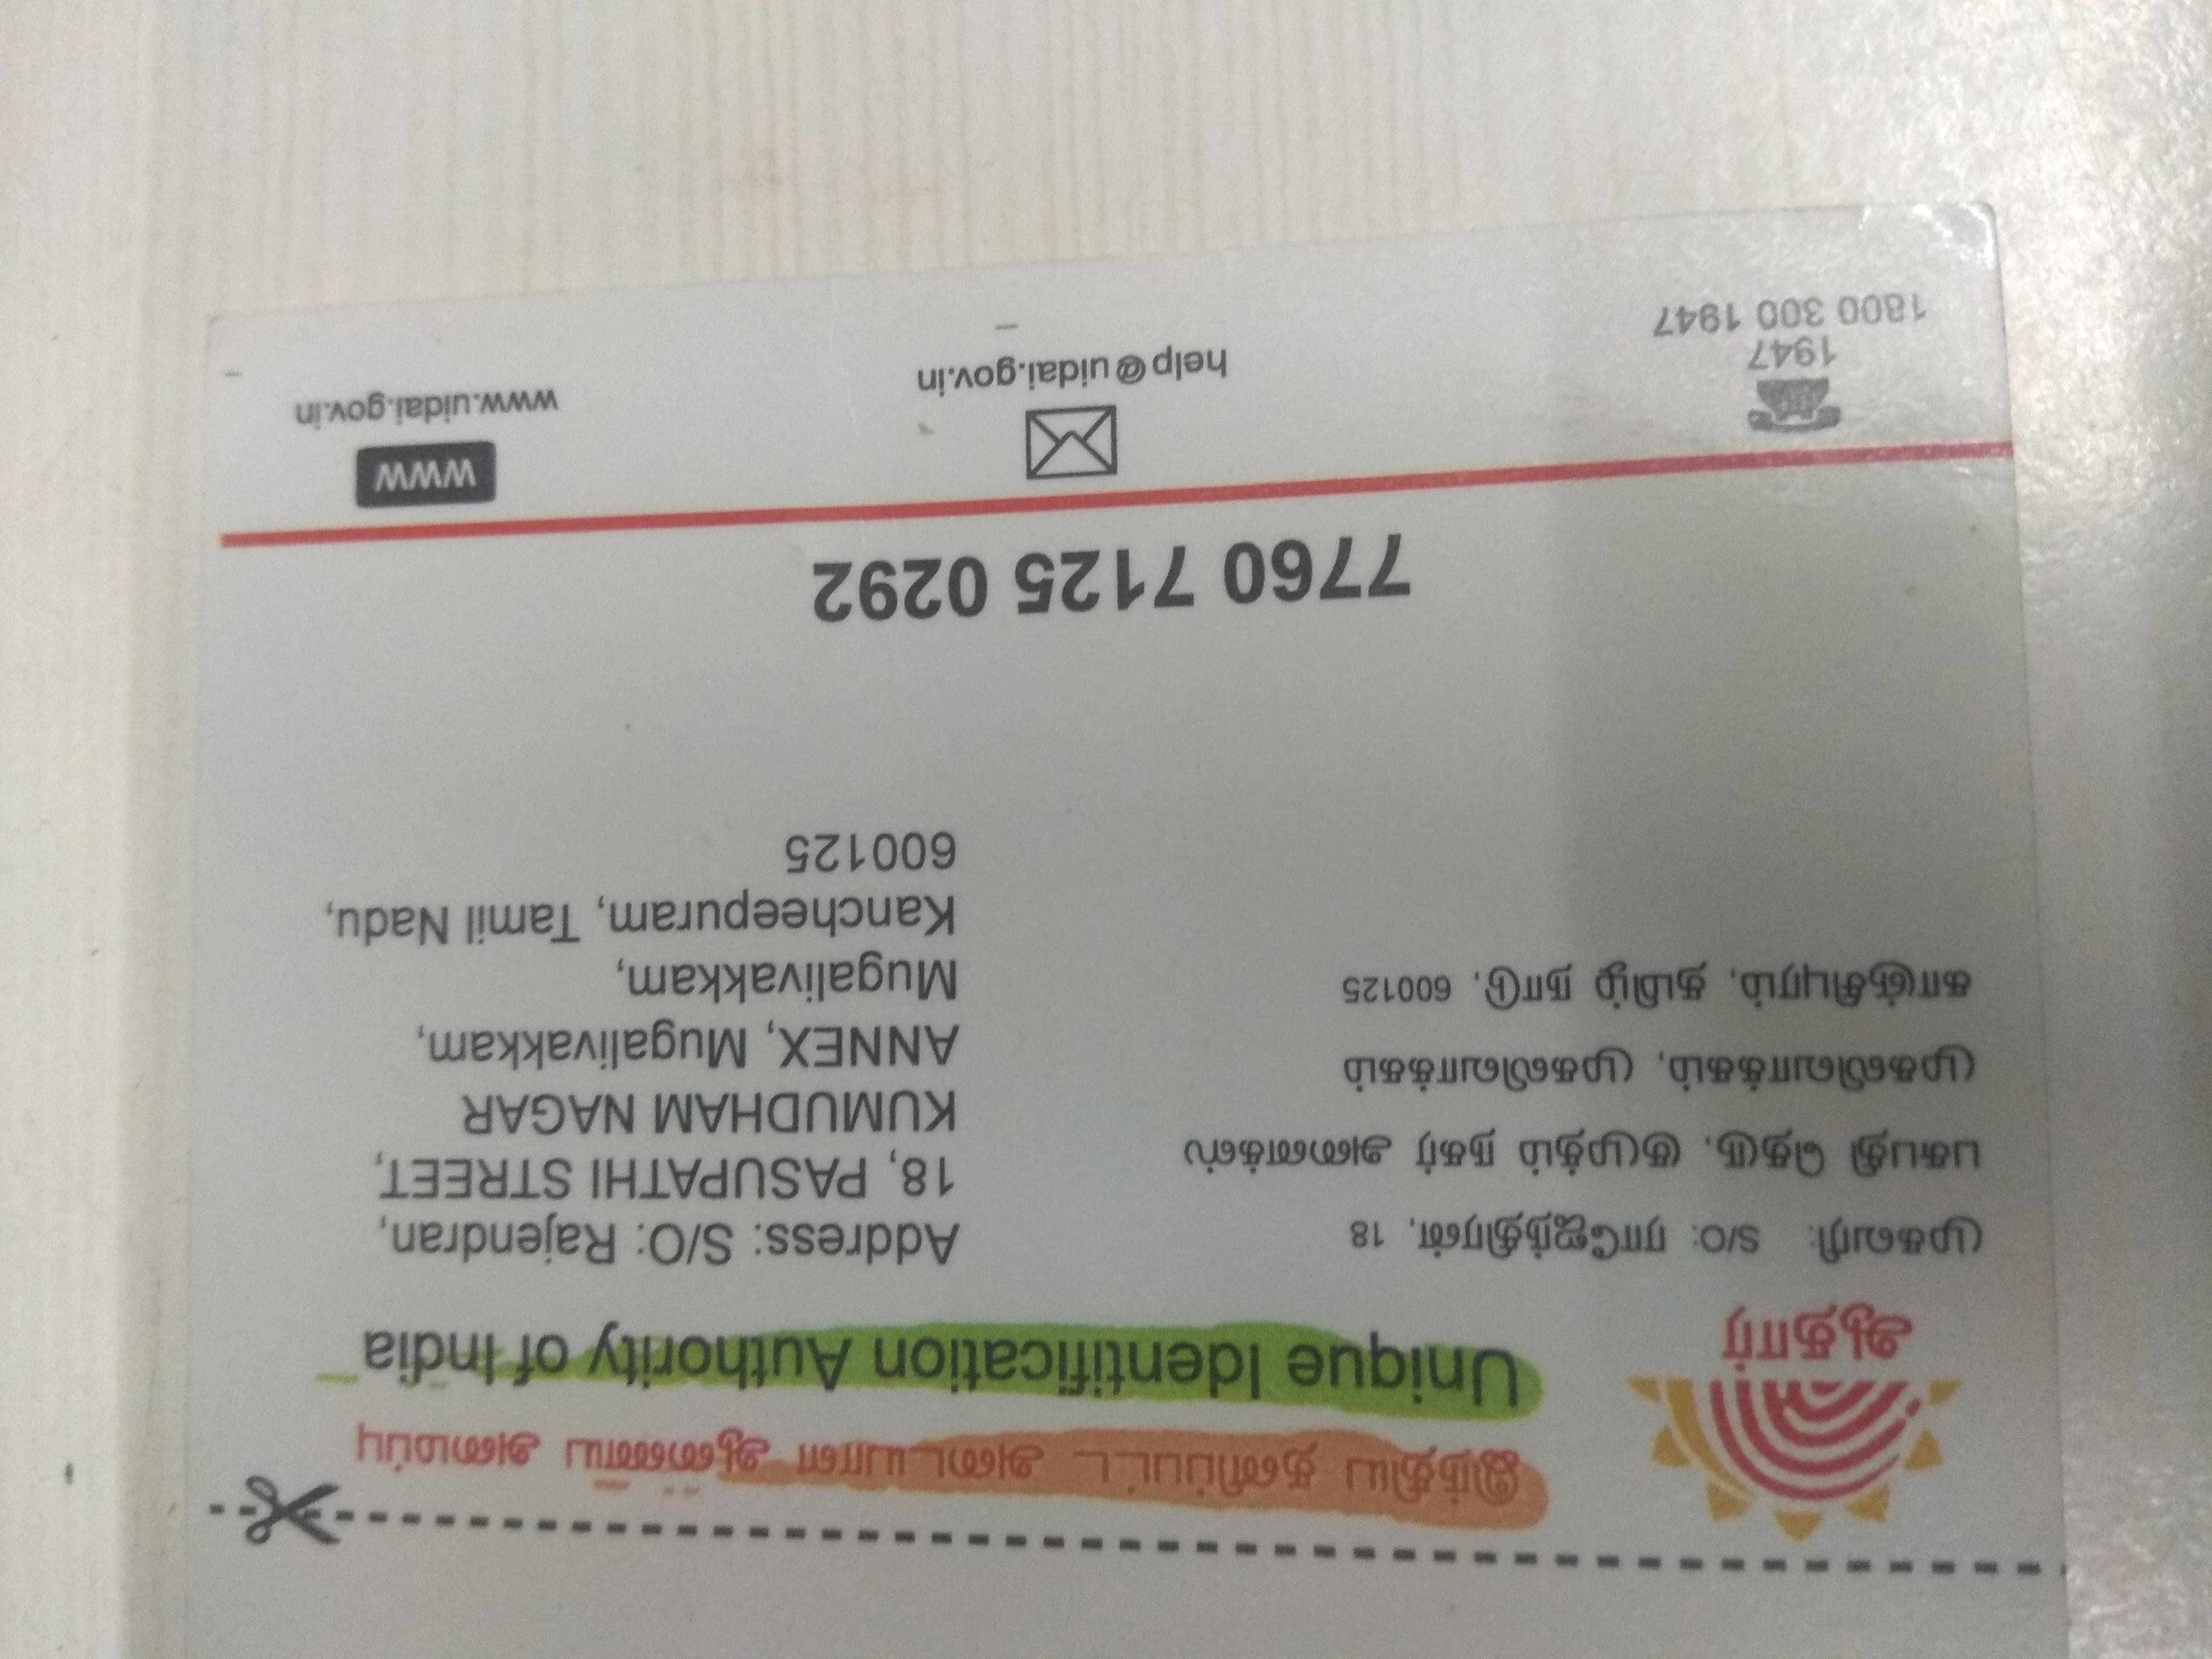 இந்திய தனிப்பட்ட அடையாள ஆணைய அமைப்பு
Unique Identification Authority of India
ஆதார்
முகவரி: S/O: ராஜேந்திரன், 18
பசுபதி தெரு, குமுதம் நகர் அனெக்ஸ்
முகலிவாக்கம், முகலிவாக்கம்
காஞ்சிபுரம், தமிழ் நாடு, 600125
Address: S/O: Rajendran,
18, PASUPATHI STREET,
KUMUDHAM NAGAR
ANNEX, Mugalivakkam,
Mugalivakkam,
Kancheepuram, Tamil Nadu,
600125
7760 7125 0292
1947
1800 300 1947
help@uidai.gov.in
WWW
www.uidai.gov.in